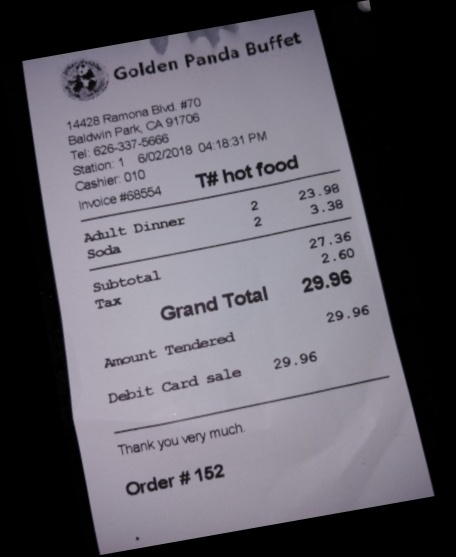 Golden Panda Buffet
14428 Ramona Blvd. #70
Baldwin Park, CA 91706
Tel: 626-337-5666
Station: 1 6/02/2018 04:18:31 PM
Cashier: 010
Invoice #68554 T# hot food
Adult Dinner 2 23.98
Soda 2 3.38
Subtotal 27.36
Tax 2.60
Grand Total 29.96
Amount Tendered 29.96
Debit Card sale 29.96
Thank you very much.
Order # 152